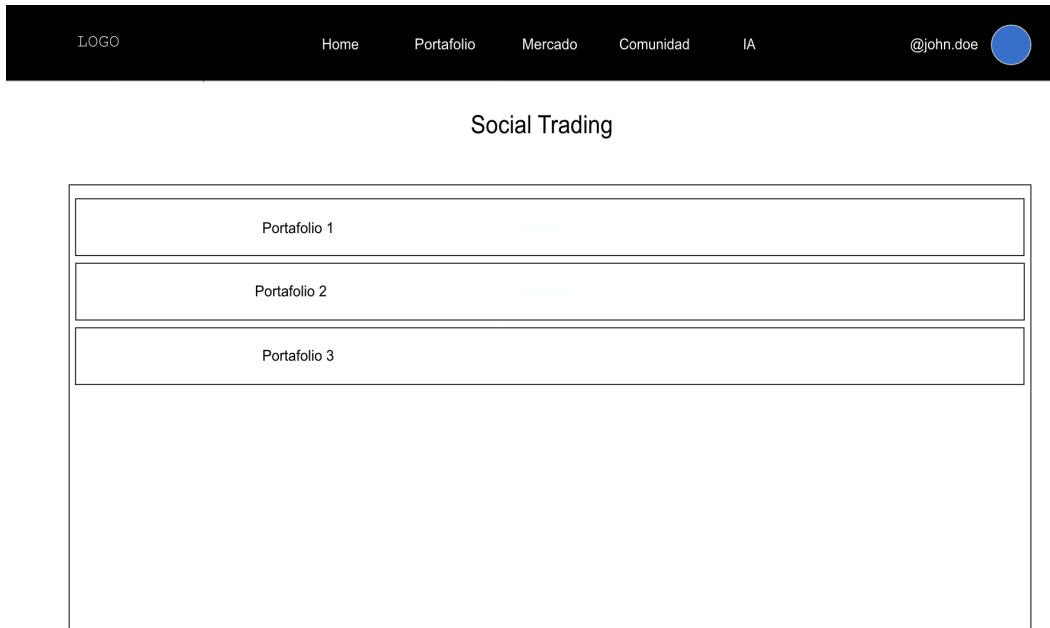 LOGO Home Portafolio Mercado Comunidad IA @john.doe
Social Trading
Portafolio 1
Portafolio 2
Portafolio 3